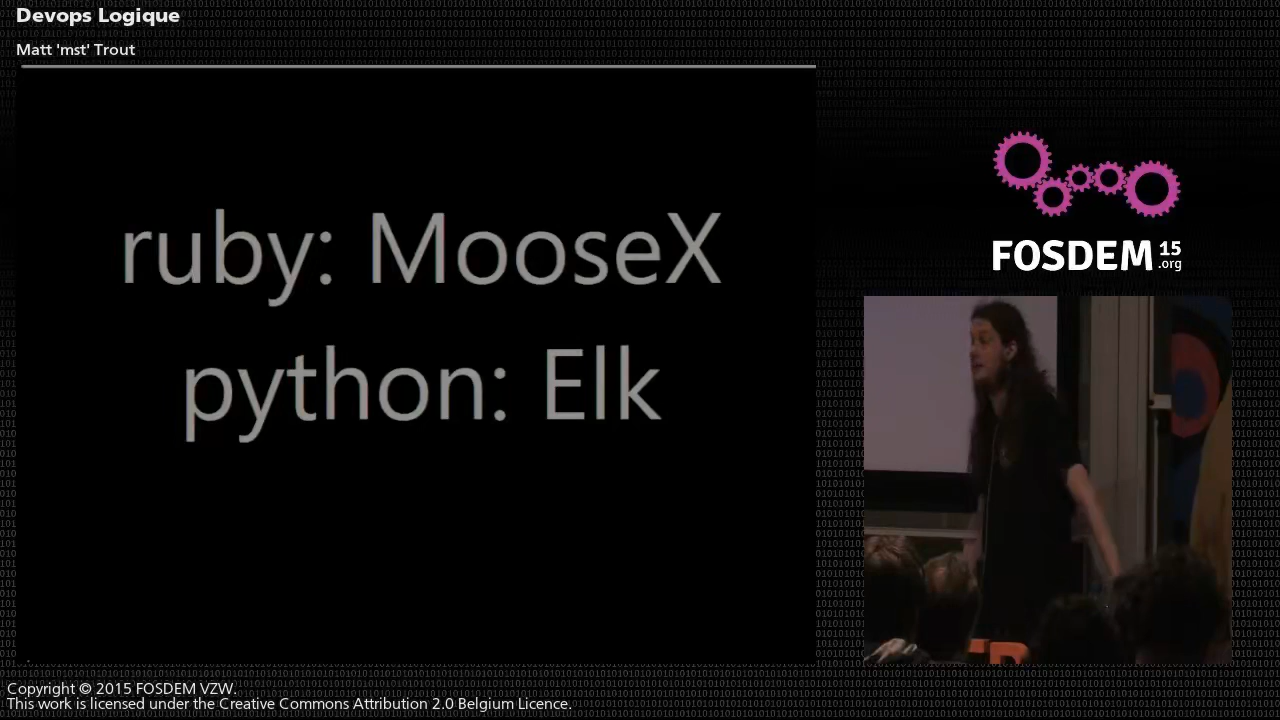 Devops Logique
Matt 'mst' Trout
ruby: MooseX
python: Elk
FOSDEM 15
.org
Copyright © 2015 FOSDEM VZW.
This work is licensed under the Creative Commons Attribution 2.0 Belgium Licence.